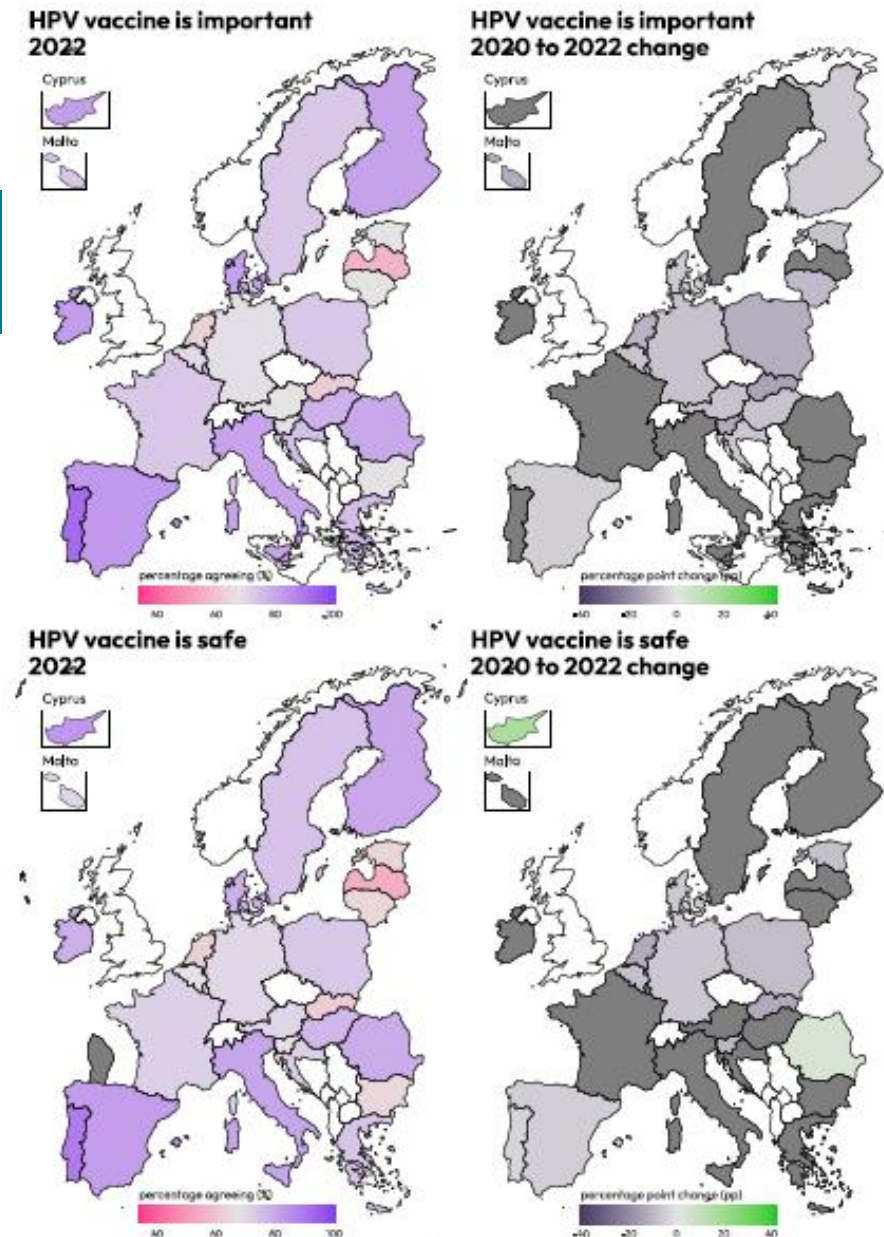 HPV vaccine is important
2022
Cyprus
Malta
percentage agreeing (%)
40 60 80 100
HPV vaccine is important
2020 to 2022 change
Cyprus
Malta
percentage point change (pp)
-40 -20 0 20 40
HPV vaccine is safe
2022
Cyprus
Malta
percentage agreeing (%)
40 60 80 100
HPV vaccine is safe
2020 to 2022 change
Cyprus
Malta
percentage point change (pp)
-40 -20 0 20 40